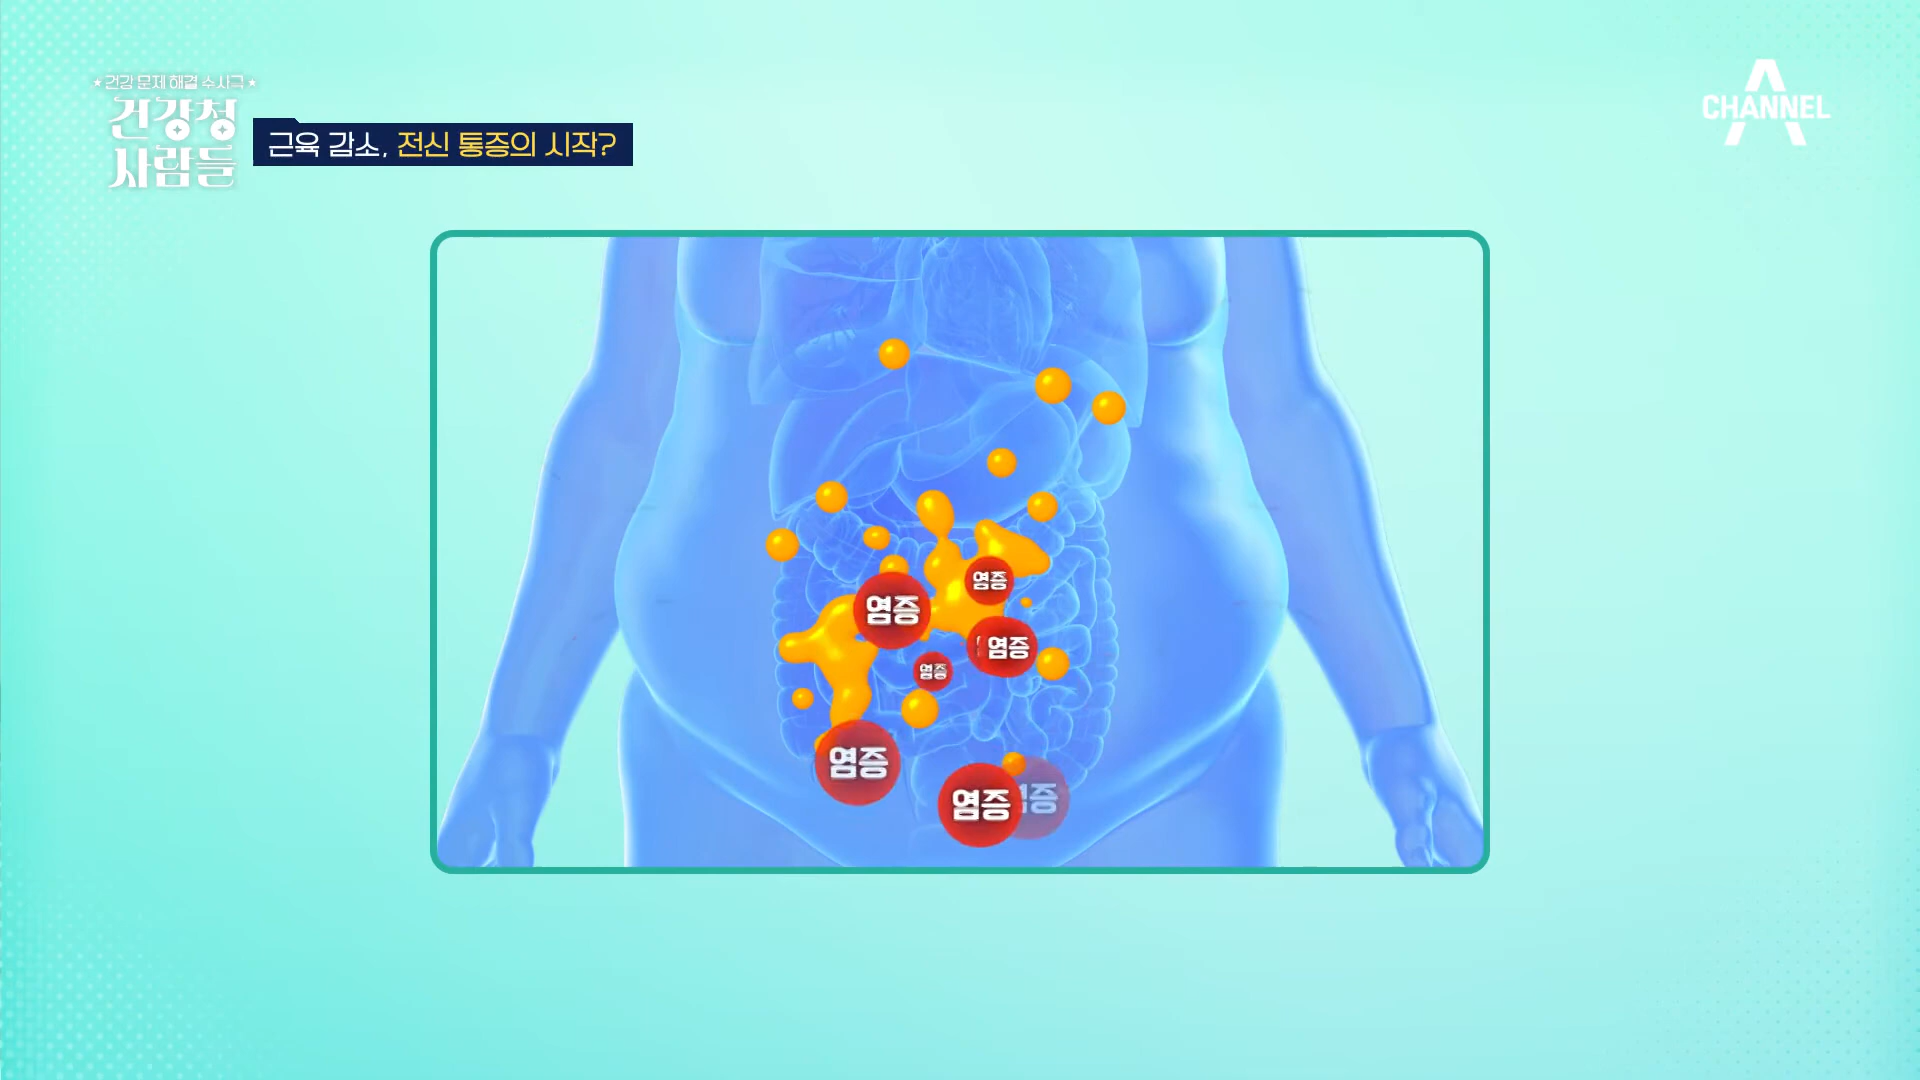 ★ 건강 문제 해결 수사극 ★
건강청
사람들
근육 감소, 전신 통증의 시작?
CHANNEL A
염증
염증
염증
염증
염증
염증